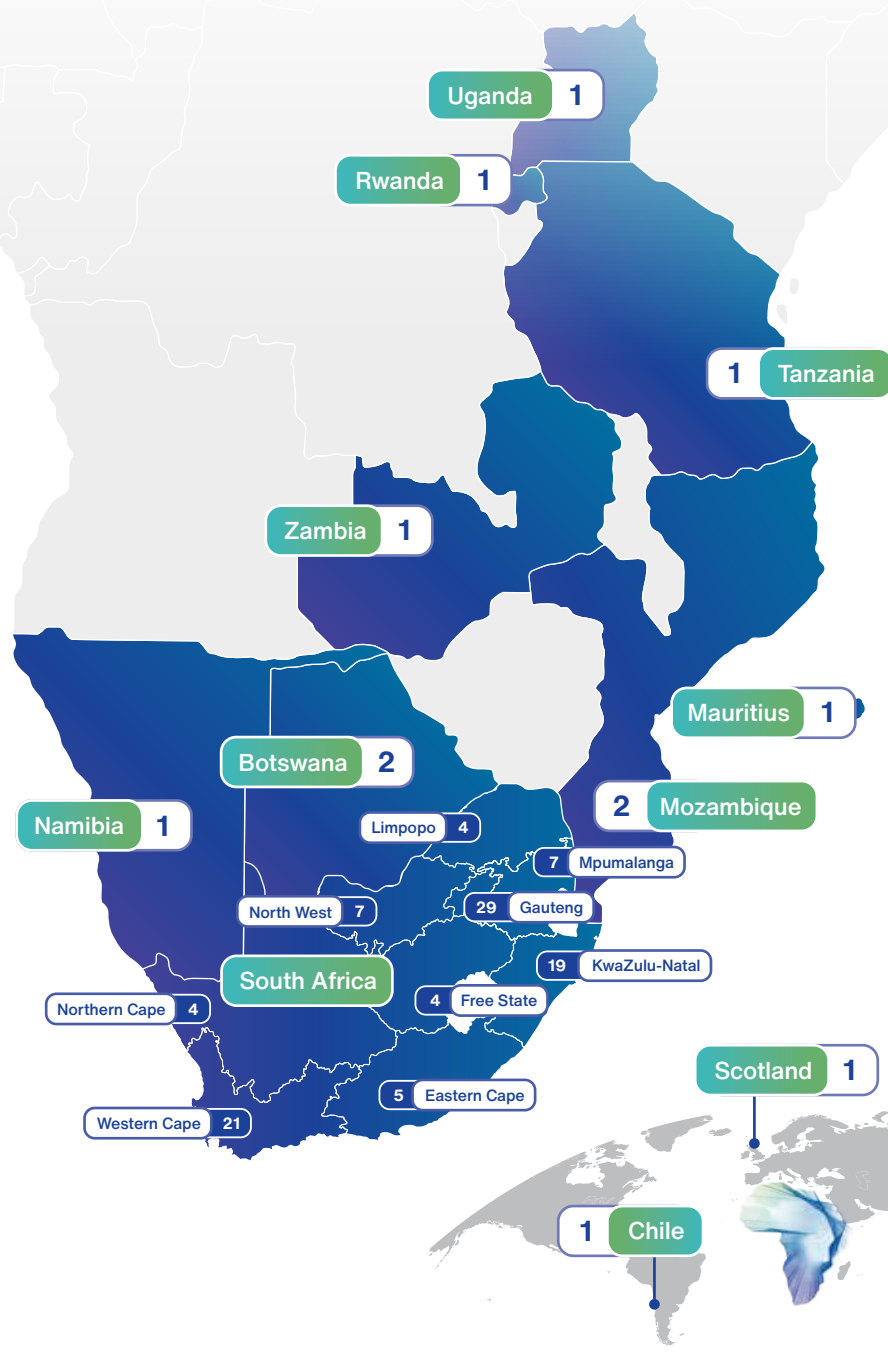 Uganda 1
Rwanda 1
1 Tanzania
Zambia 1
Mauritius 1
Botswana 2
2 Mozambique
Namibia 1
Limpopo 4
7 Mpumalanga
North West 7
29 Gauteng
19 KwaZulu-Natal
South Africa
4 Free State
Northern Cape 4
5 Eastern Cape
Western Cape 21
Scotland 1
1 Chile